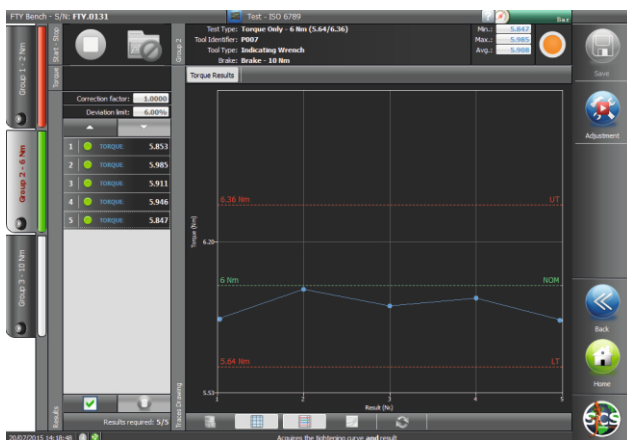 FTY Bench - S/N: FTY.0131
Test - ISO 6789
Test Type: Torque Only - 6 Nm (5.64/6.36)
Tool Identifier: P007
Tool Type: Indicating Wrench
Brake: Brake - 10 Nm
Min.: 5.847
Max.: 5.985
Avg.: 5.908
Group 1 - 2 Nm
Group 2 - 6 Nm
Group 3 - 10 Nm
Start - Stop
Torque
Group 2
Correction factor: 1.0000
Deviation limit: 6.00%
1 TORQUE 5.853
2 TORQUE 5.985
3 TORQUE 5.911
4 TORQUE 5.946
5 TORQUE 5.847
Results
Results required: 5/5
Torque Results
Torque (Nm)
6.36 Nm UT
6.20
6 Nm NOM
5.64 Nm LT
5.53
1 2 3 4 5
Result (Nr)
Traces Drawing
Save
Adjustment
Back
Home
SCS
20/07/2015 14:18:48
Acquires the tightening curve and result